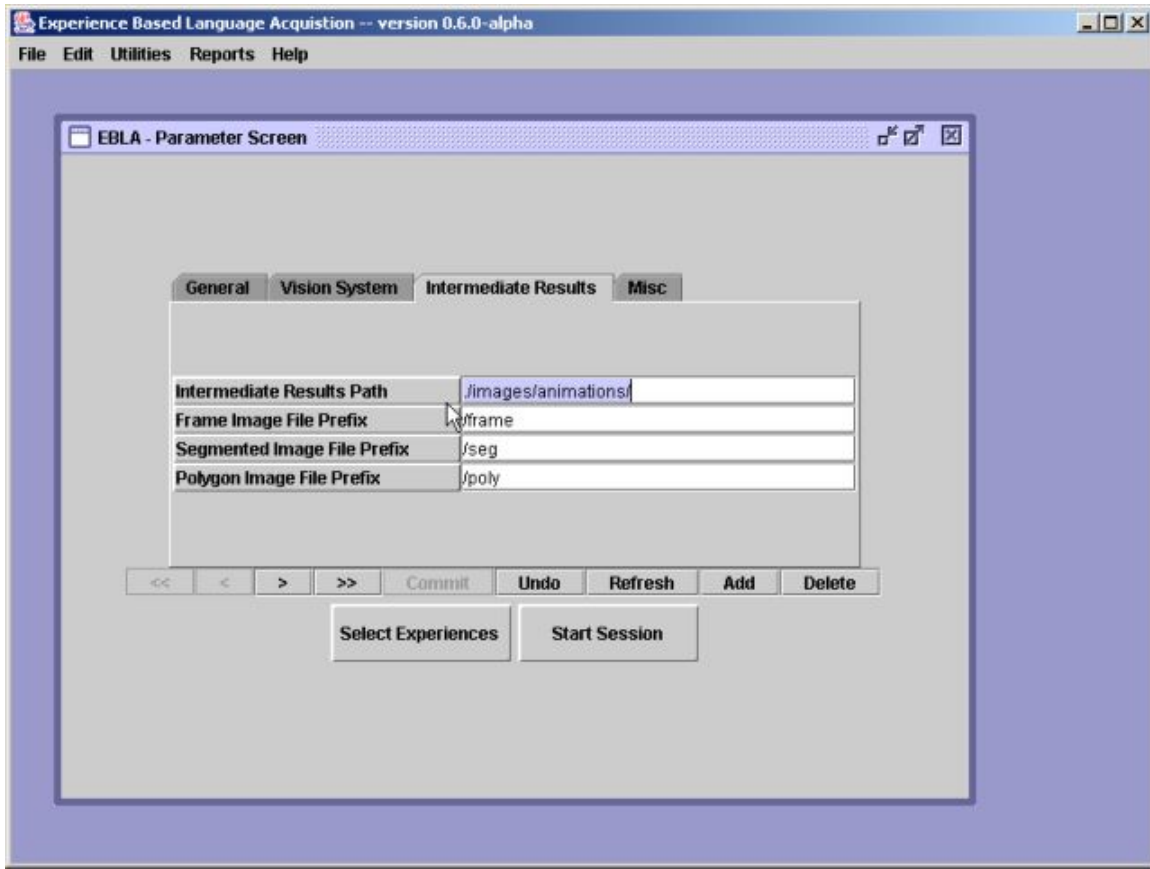 Experience Based Language Acquistion -- version 0.6.0-alpha
File Edit Utilities Reports Help
EBLA - Parameter Screen
General Vision System Intermediate Results Misc
Intermediate Results Path ./images/animations/
Frame Image File Prefix /frame
Segmented Image File Prefix /seg
Polygon Image File Prefix /poly
<< < > >> Commit Undo Refresh Add Delete
Select Experiences Start Session